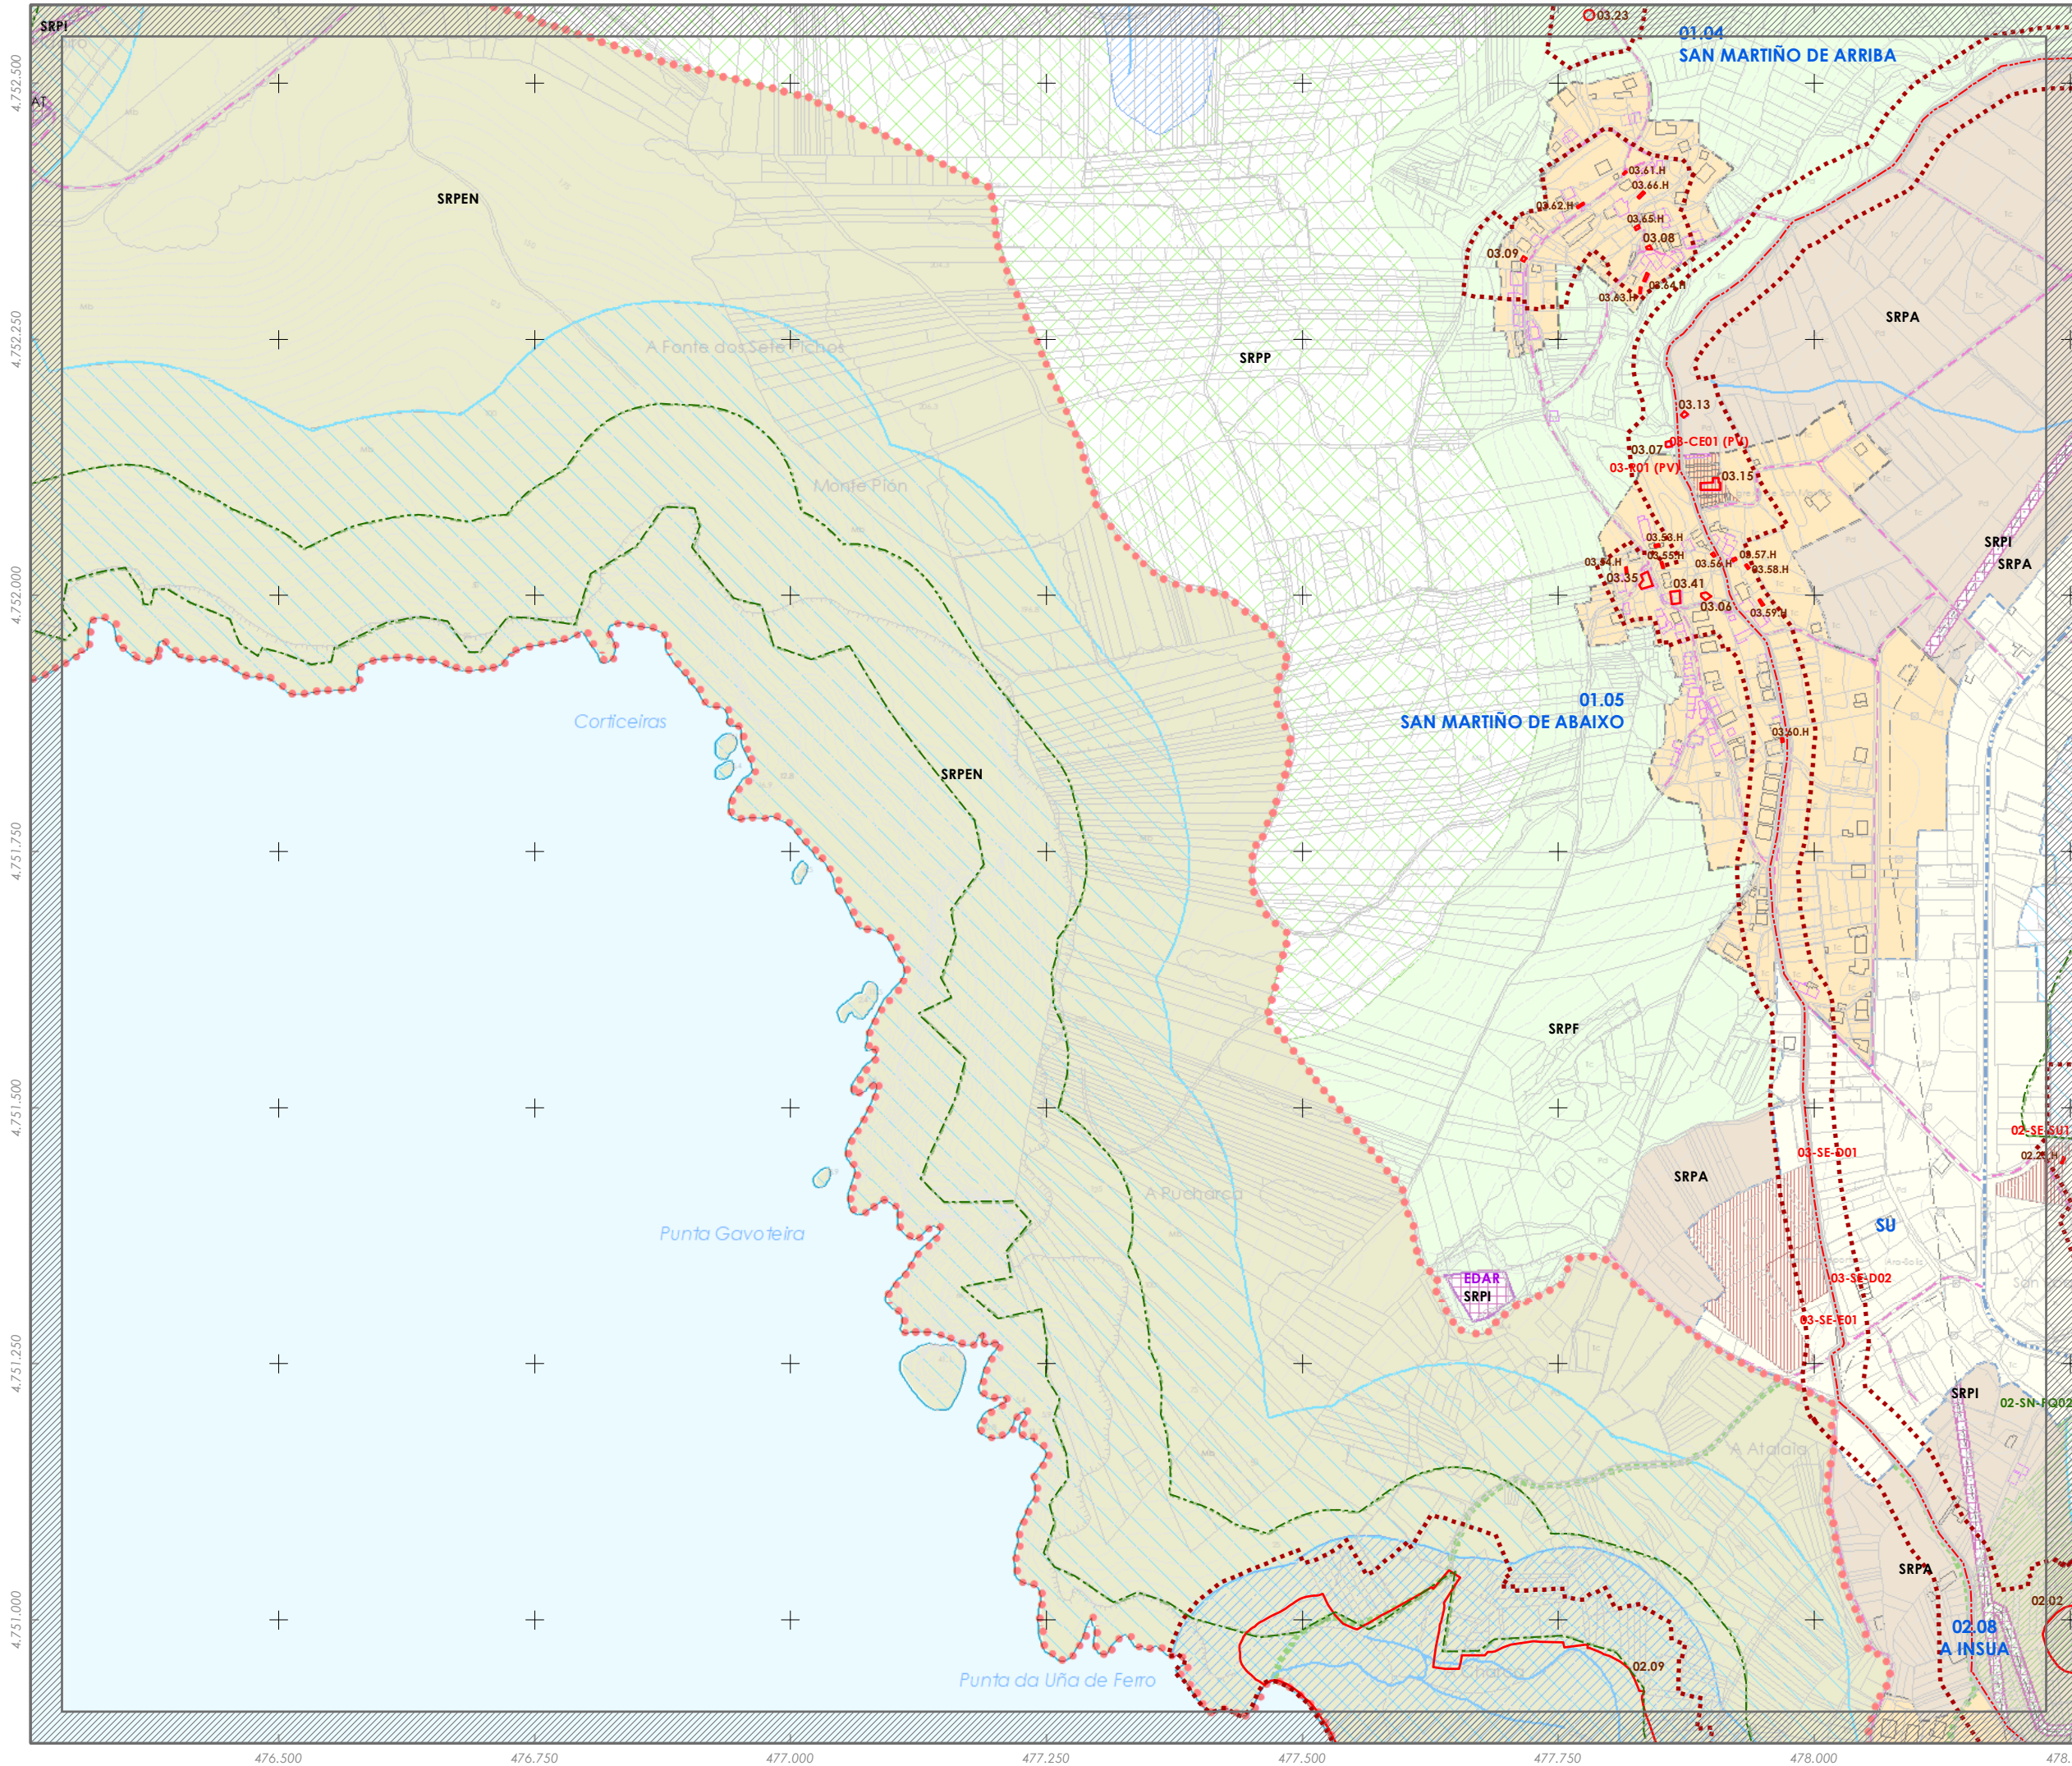 SRPI
03.23
01.04
SAN MARTIÑO DE ARRIBA
4.752.500
AT
MD
SRPEN
03.61.H
03.66.H
03.62.H
03.65.H
03.08
03.09
03.64.H
03.63.H
SRPA
4.752.250
A Fonte dos Sete Pichos
SRPP
03.13
03-CE01 (PV)
03.07
03-R01 (PV)
03.15
Monte Pión
03.53.H
03.54.H
03.55.H
03.56.H
03.57.H
03.58.H
SRPI
SRPA
03.35
03.41
03.06
03.59.H
4.752.000
01.05
SAN MARTIÑO DE ABAIXO
Corticeiras
03.60.H
SRPEN
4.751.750
SRPF
4.751.500
02-SE-SU1
03-SE-D01
SRPA
A Pucharca
SU
Punta Gavoteira
EDAR
SRPI
03-SE-D02
03-SE-E01
4.751.250
SRPI
02-SN-FQ02
A Atalaia
SRPA
02.02
4.751.000
02.08
A INSUA
02.09
Punta da Uña de Ferro
476.500
476.750
477.000
477.250
477.500
477.750
478.000
478.